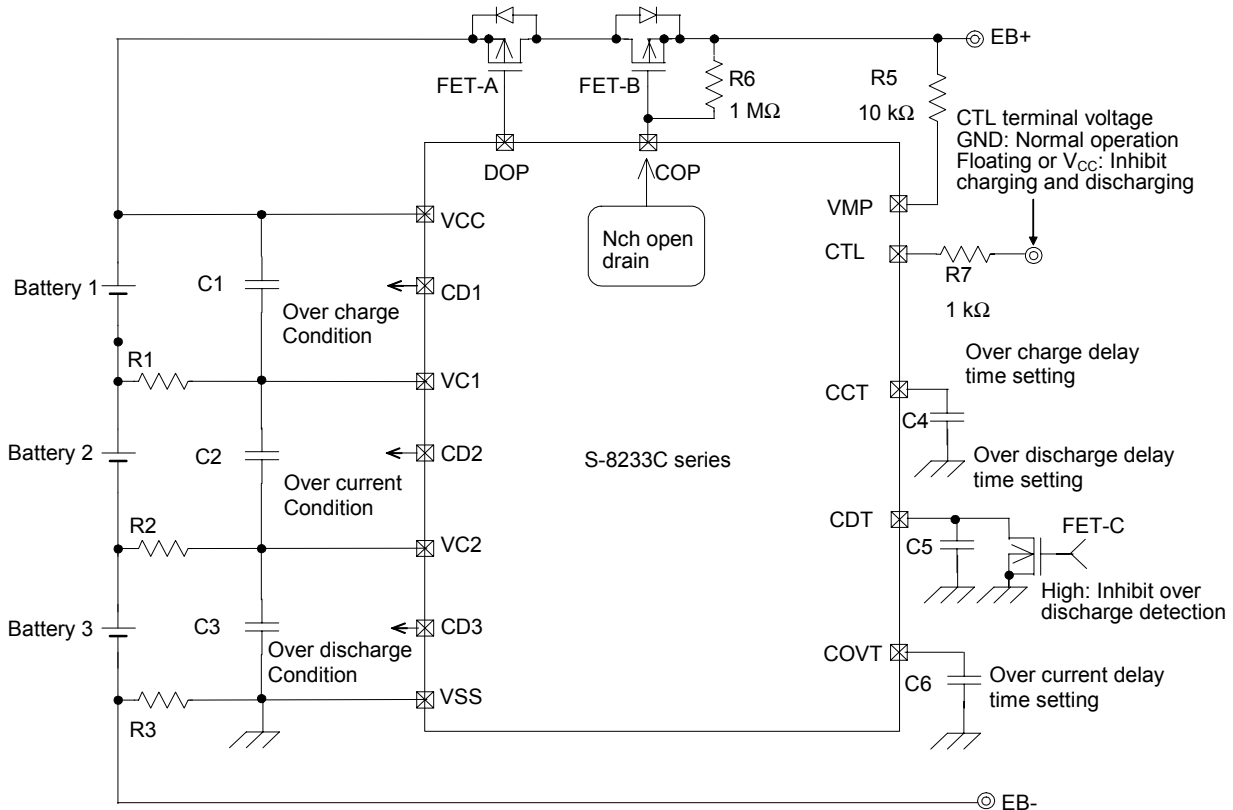 EB+
FET-A
FET-B
R6
1 MΩ
R5
10 kΩ
CTL terminal voltage
GND: Normal operation
Floating or VCC: Inhibit
charging and discharging
DOP
COP
VMP
VCC
Nch open
drain
CTL
R7
1 kΩ
Battery 1
C1
CD1
Over charge
Condition
R1
VC1
Over charge delay
time setting
CCT
C4
Battery 2
C2
CD2
Over current
Condition
S-8233C series
Over discharge delay
time setting
R2
VC2
CDT
C5
FET-C
High: Inhibit over
discharge detection
Battery 3
C3
CD3
Over discharge
Condition
COVT
C6
Over current delay
time setting
R3
VSS
EB-